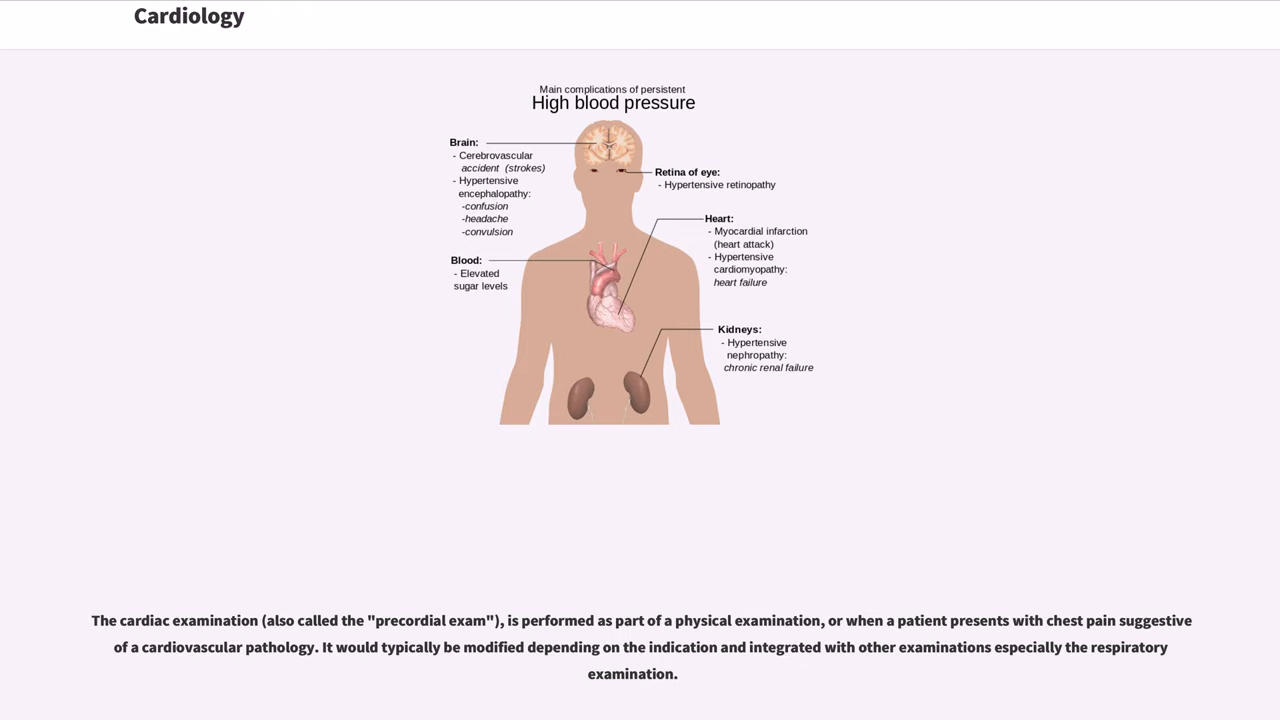 Cardiology
Main complications of persistent
High blood pressure
Brain:
- Cerebrovascular
accident (strokes)
- Hypertensive
encephalopathy:
-confusion
-headache
-convulsion
Retina of eye:
- Hypertensive retinopathy
Heart:
- Myocardial infarction
(heart attack)
- Hypertensive
cardiomyopathy:
heart failure
Blood:
- Elevated
sugar levels
Kidneys:
- Hypertensive
nephropathy:
chronic renal failure
The cardiac examination (also called the "precordial exam"), is performed as part of a physical examination, or when a patient presents with chest pain suggestive
of a cardiovascular pathology. It would typically be modified depending on the indication and integrated with other examinations especially the respiratory
examination.